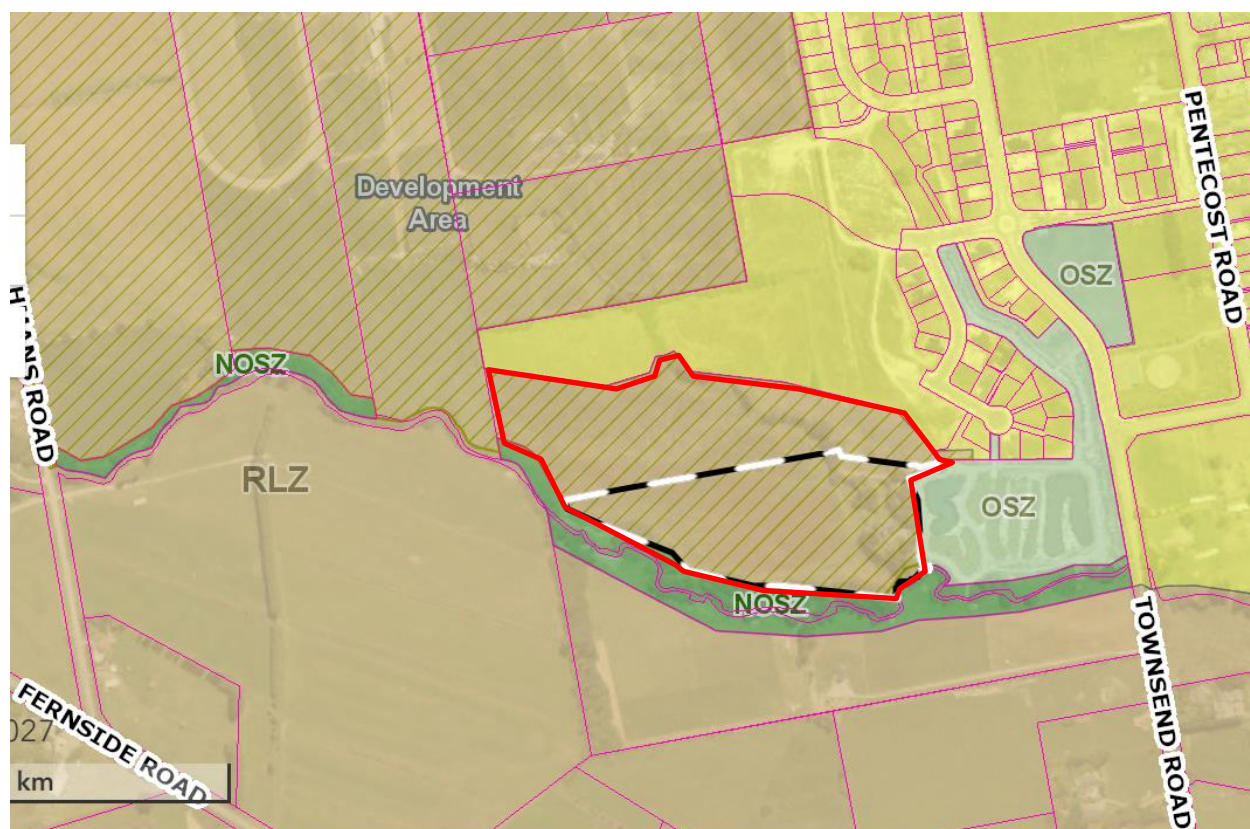 PENTECOST ROAD
Development
Area
OSZ
NOSZ
RLZ
OSZ
NOSZ
TOWNSEND ROAD
FERNSIDE ROAD
027
km